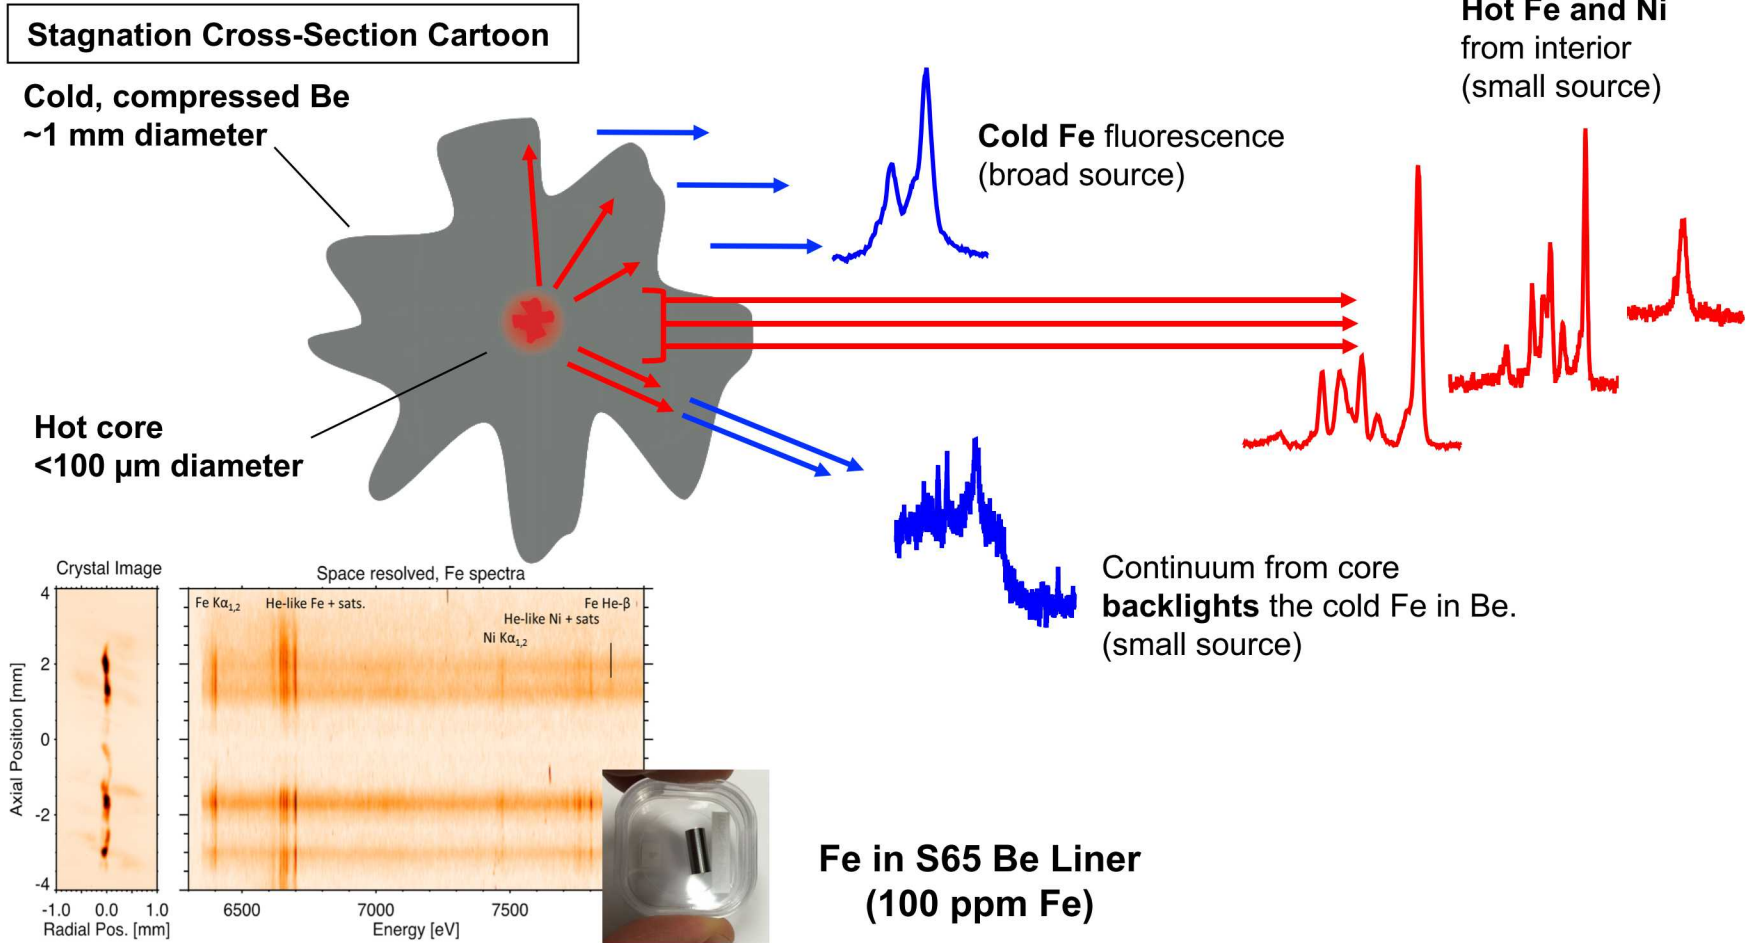 Stagnation Cross-Section Cartoon
Cold, compressed Be
~1 mm diameter
Hot core
<100 µm diameter
Cold Fe fluorescence
(broad source)
Hot Fe and Ni
from interior
(small source)
Continuum from core
backlights the cold Fe in Be.
(small source)
Crystal Image
Axial Position [mm]
4
2
0
-2
-4
-1.0 0.0 1.0
Radial Pos. [mm]
Space resolved, Fe spectra
Fe Kα1,2
He-like Fe + sats.
Fe He-β
He-like Ni + sats
Ni Kα1,2
6500 7000 7500
Energy [eV]
Fe in S65 Be Liner
(100 ppm Fe)